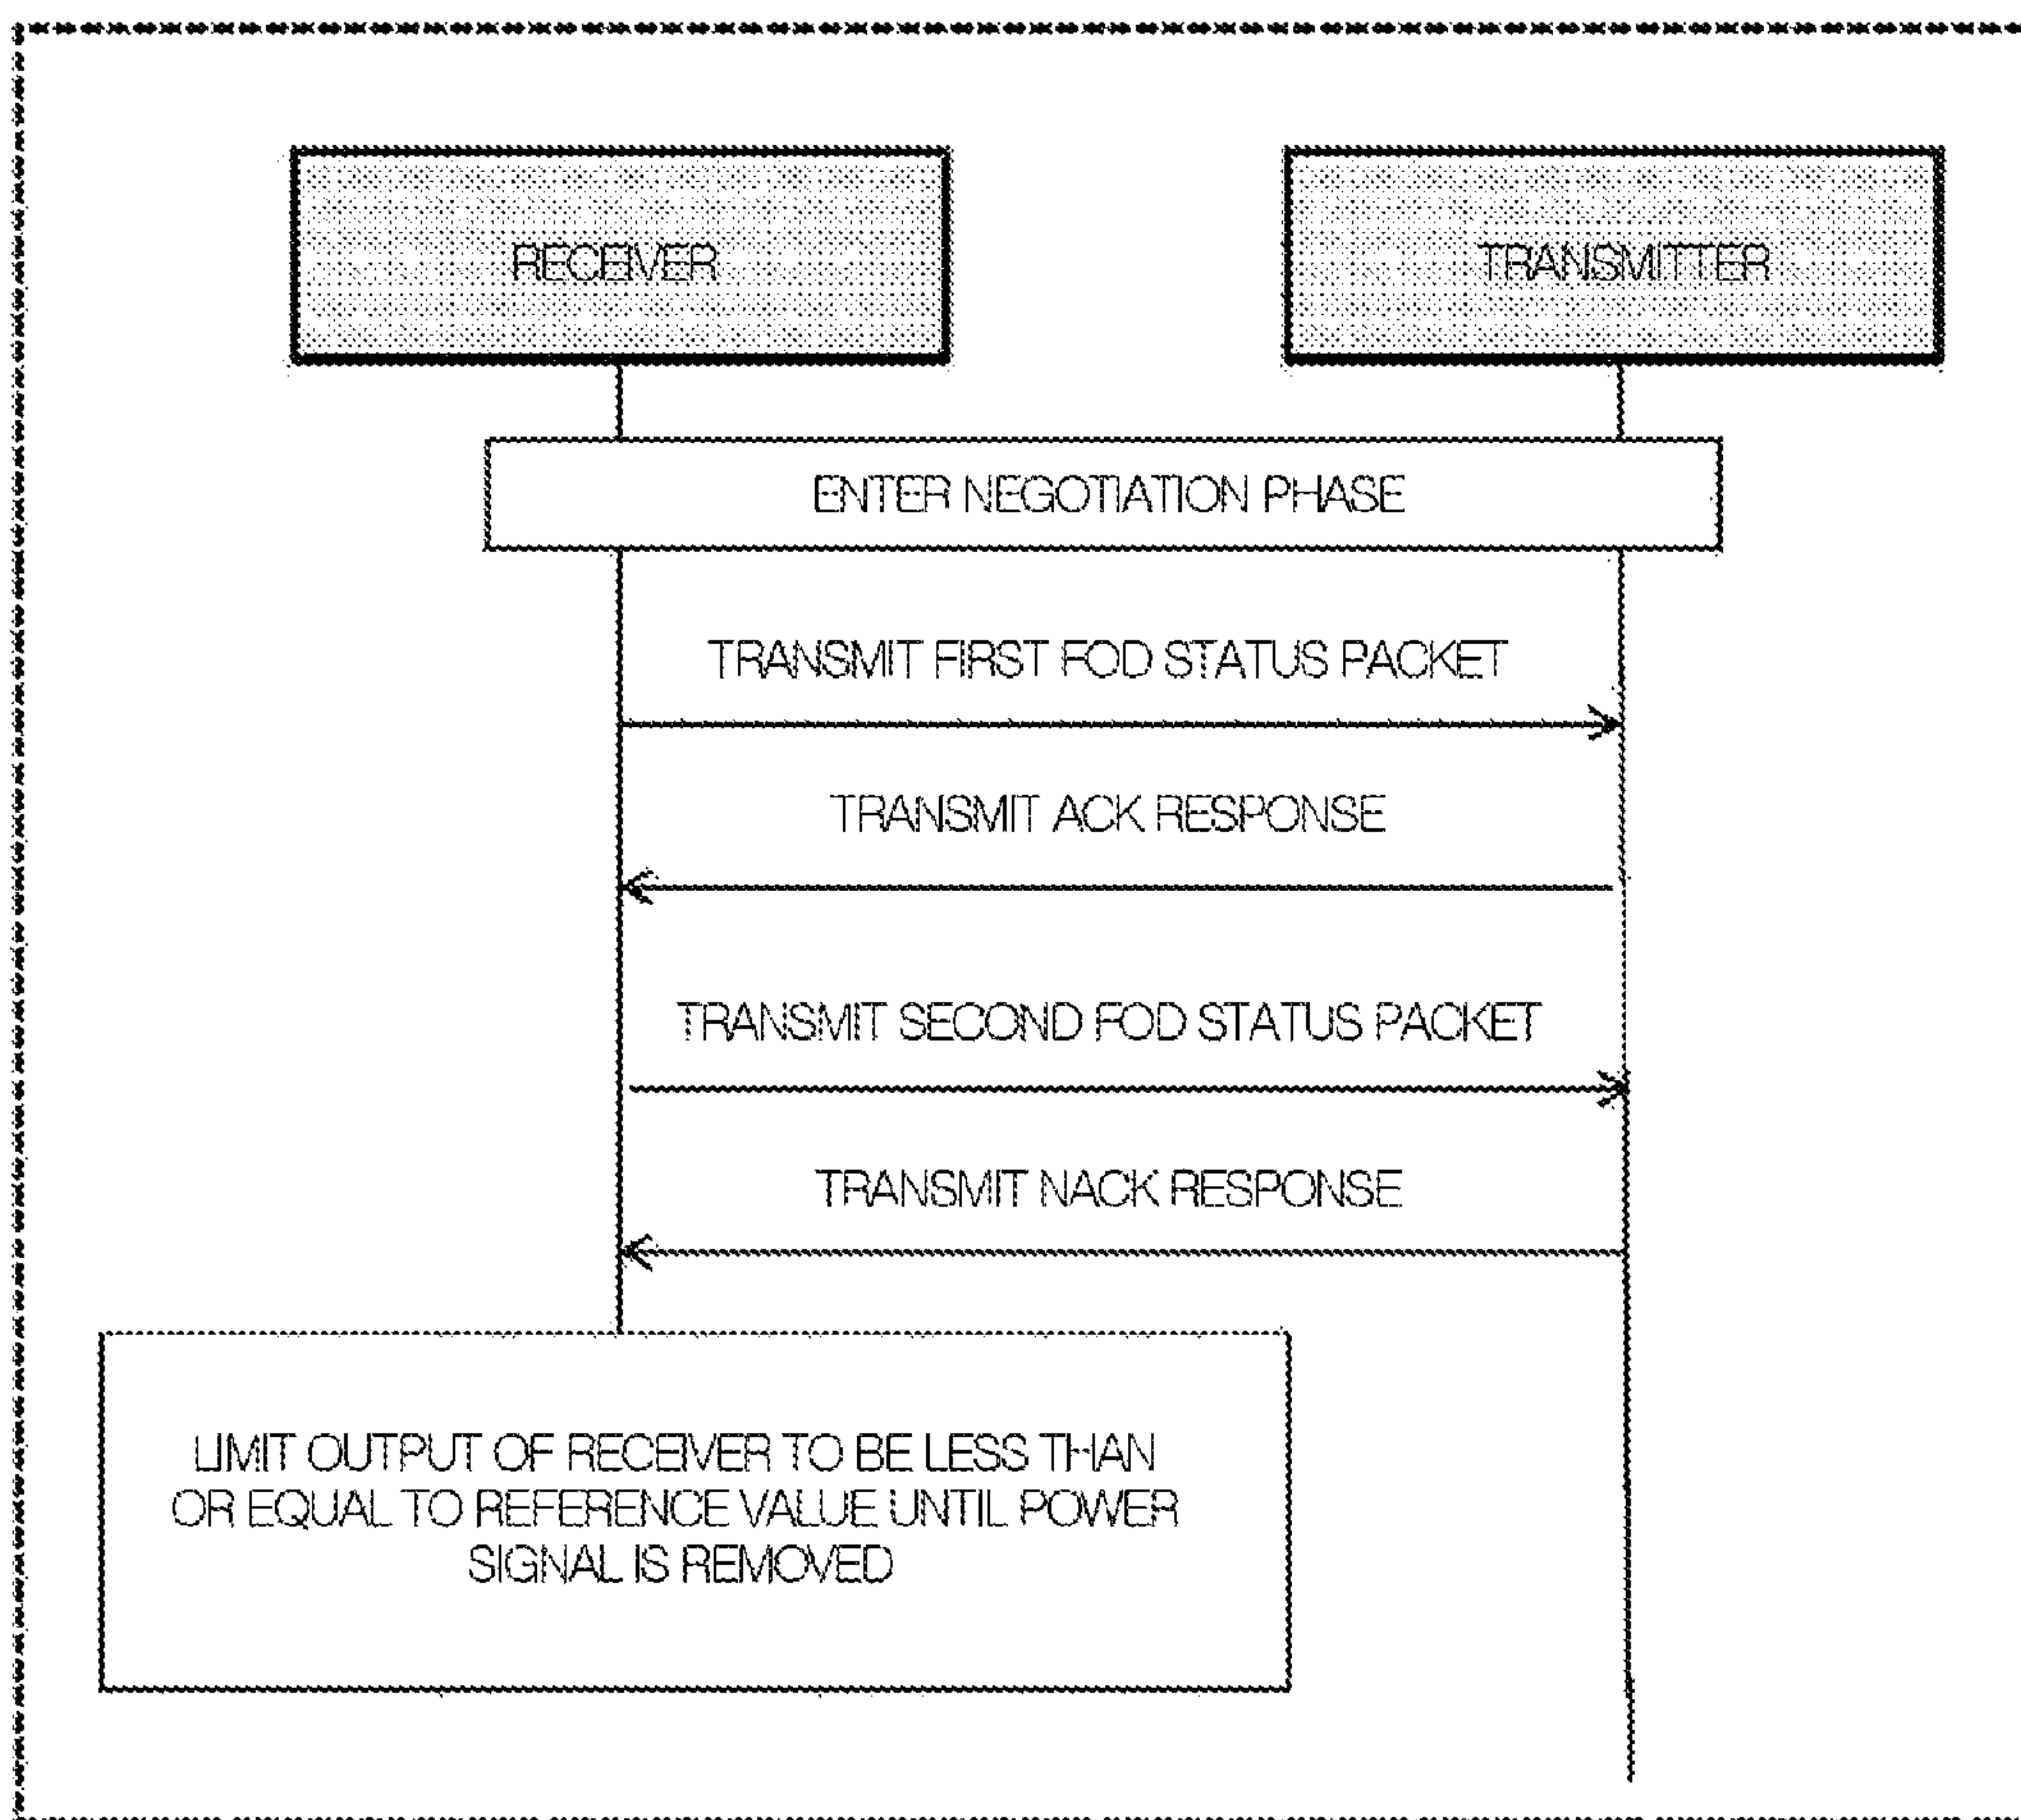 RECEIVER
TRANSMITTER
ENTER NEGOTIATION PHASE
TRANSMIT FIRST FOD STATUS PACKET
TRANSMIT ACK RESPONSE
TRANSMIT SECOND FOD STATUS PACKET
TRANSMIT NACK RESPONSE
LIMIT OUTPUT OF RECEIVER TO BE LESS THAN
OR EQUAL TO REFERENCE VALUE UNTIL POWER
SIGNAL IS REMOVED